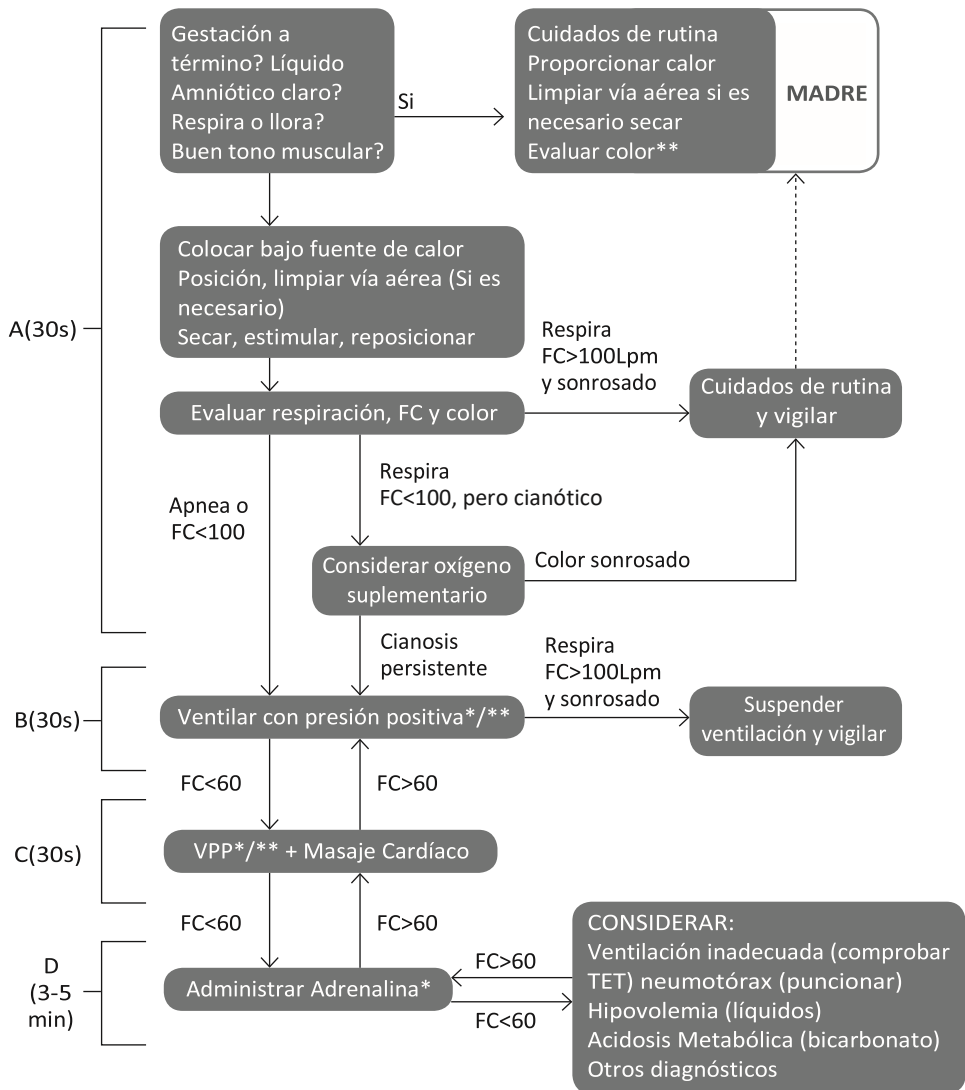 Gestación a
término? Líquido
Amniótico claro?
Respira o llora?
Buen tono muscular?
Si
Cuidados de rutina
Proporcionar calor
Limpiar vía aérea si es
necesario secar
Evaluar color**
MADRE
A(30s)
Colocar bajo fuente de calor
Posición, limpiar vía aérea (Si es
necesario)
Secar, estimular, reposicionar
Respira
FC>100Lpm
y sonrosado
Evaluar respiración, FC y color
Cuidados de rutina
y vigilar
Apnea o
FC<100
Respira
FC<100, pero cianótico
Considerar oxígeno
suplementario
Color sonrosado
Cianosis
persistente
Respira
FC>100Lpm
y sonrosado
B(30s)
Ventilar con presión positiva*/**
Suspender
ventilación y vigilar
FC<60
FC>60
C(30s)
VPP*/** + Masaje Cardíaco
FC<60
FC>60
D
(3-5
min)
Administrar Adrenalina*
FC>60
FC<60
CONSIDERAR:
Ventilación inadecuada (comprobar
TET) neumotórax (puncionar)
Hipovolemia (líquidos)
Acidosis Metabólica (bicarbonato)
Otros diagnósticos